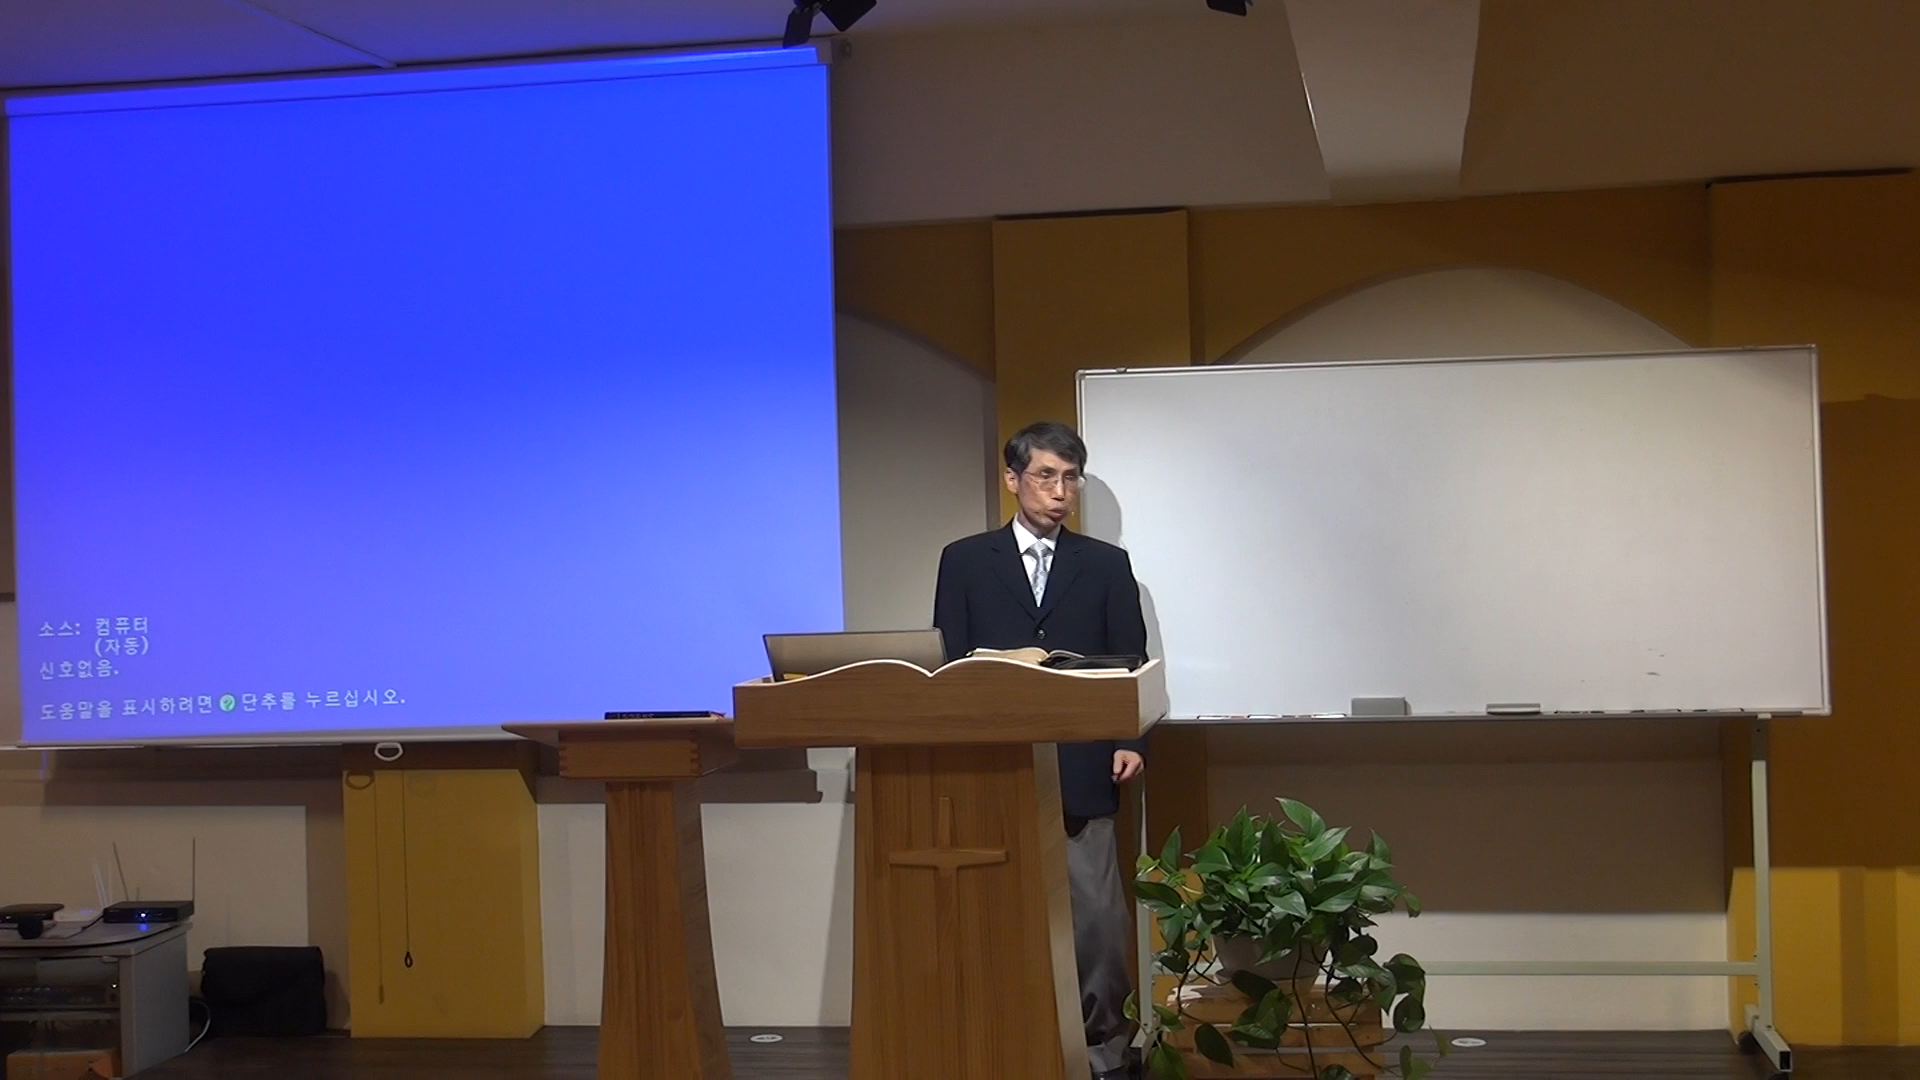 소스: 컴퓨터
(자동)
신호없음.
도움말을 표시하려면 ? 단추를 누르십시오.